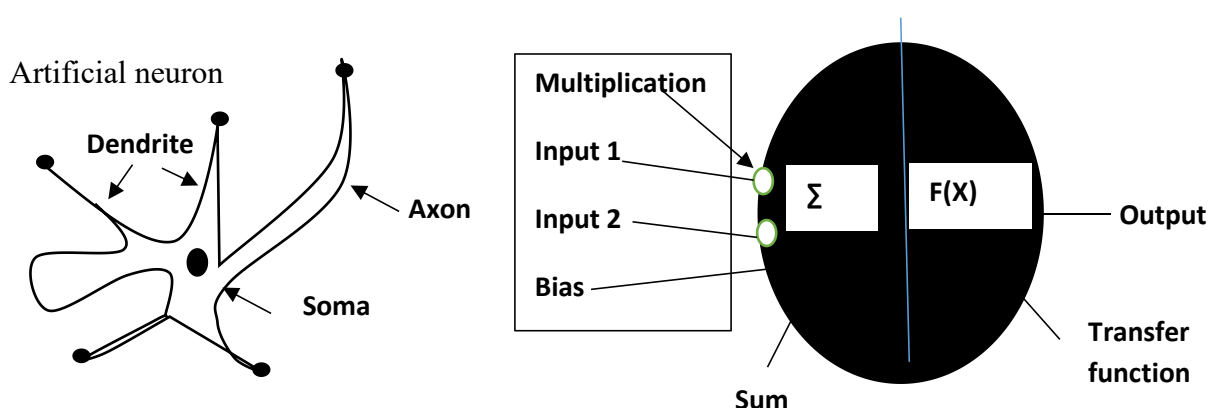 Artificial neuron
Dendrite
Axon
Soma
Multiplication
Input 1
Input 2
Bias
∑
F(X)
Output
Transfer
function
Sum